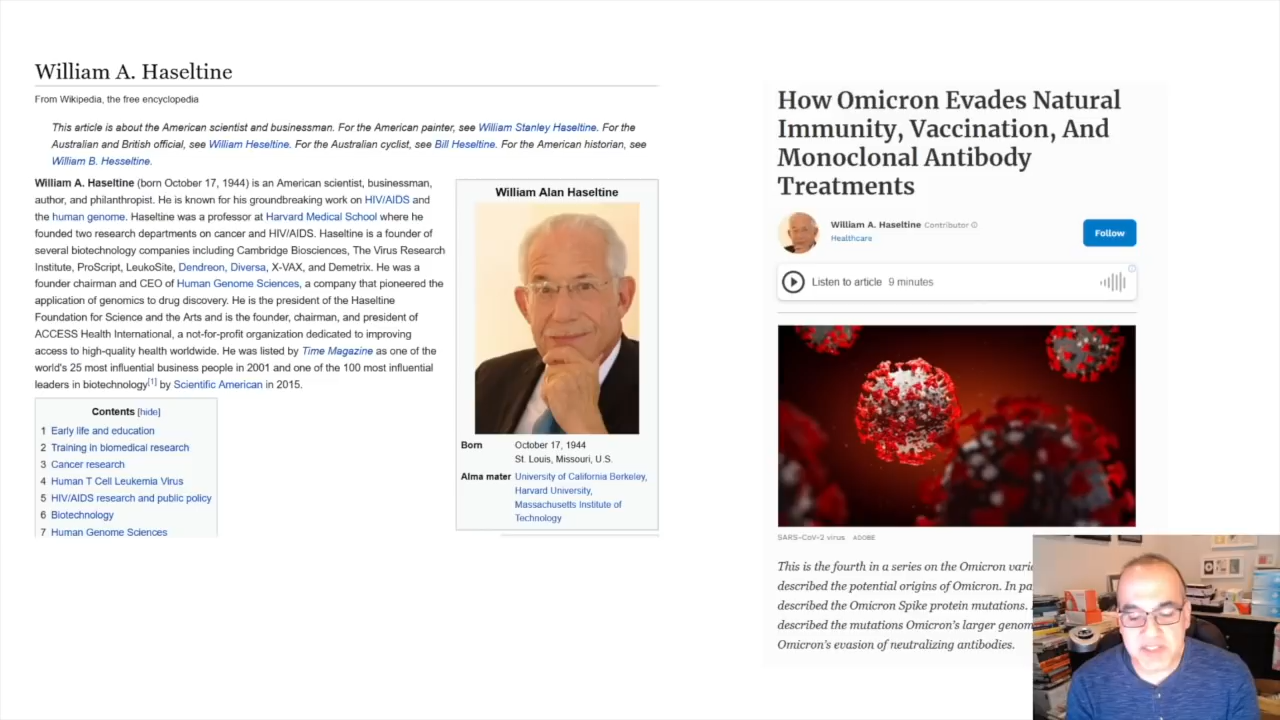 William A. Haseltine
From Wikipedia, the free encyclopedia
This article is about the American scientist and businessman. For the American painter, see William Stanley Haseltine. For the
Australian and British official, see William Heseltine. For the Australian cyclist, see Bill Heseltine. For the American historian, see
William B. Hesseltine.
William A. Haseltine (born October 17, 1944) is an American scientist, businessman,
author, and philanthropist. He is known for his groundbreaking work on HIV/AIDS and
the human genome. Haseltine was a professor at Harvard Medical School where he
founded two research departments on cancer and HIV/AIDS. Haseltine is a founder of
several biotechnology companies including Cambridge Biosciences, The Virus Research
Institute, ProScript, LeukoSite, Dendreon, Diversa, X-VAX, and Demetrix. He was a
founder chairman and CEO of Human Genome Sciences, a company that pioneered the
application of genomics to drug discovery. He is the president of the Haseltine
Foundation for Science and the Arts and is the founder, chairman, and president of
ACCESS Health International, a not-for-profit organization dedicated to improving
access to high-quality health worldwide. He was listed by Time Magazine as one of the
world's 25 most influential business people in 2001 and one of the 100 most influential
leaders in biotechnology[1] by Scientific American in 2015.
Contents [hide]
1 Early life and education
2 Training in biomedical research
3 Cancer research
4 Human T Cell Leukemia Virus
5 HIV/AIDS research and public policy
6 Biotechnology
7 Human Genome Sciences
William Alan Haseltine
Born October 17, 1944
St. Louis, Missouri, U.S.
Alma mater University of California Berkeley,
Harvard University,
Massachusetts Institute of
Technology
How Omicron Evades Natural
Immunity, Vaccination, And
Monoclonal Antibody
Treatments
William A. Haseltine Contributor
Healthcare
Follow
Listen to article 9 minutes
SARS-CoV-2 virus ADOBE
This is the fourth in a series on the Omicron
described the potential origins of Omicron. In
described the Omicron Spike protein mutations.
described the mutations Omicron's larger
Omicron's evasion of neutralizing antibodies.